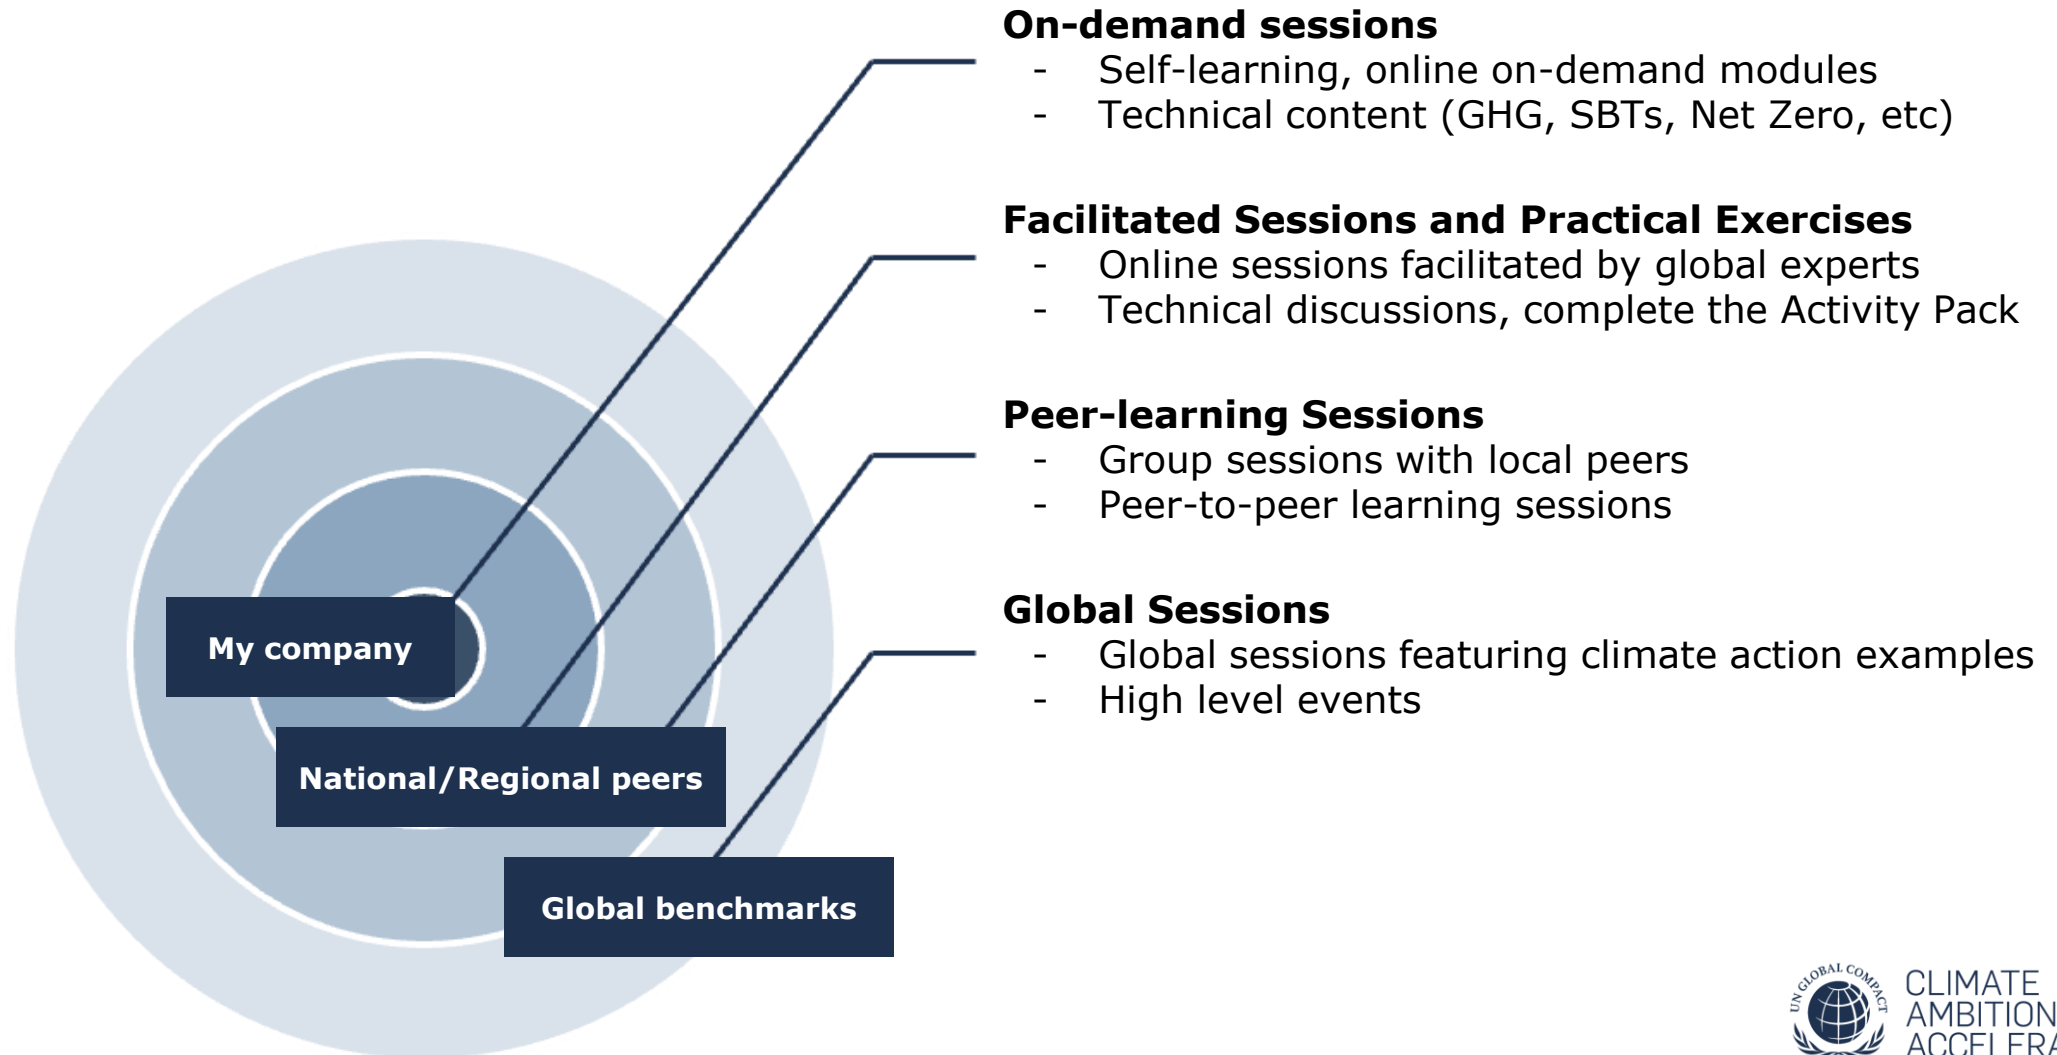 On-demand sessions
- Self-learning, online on-demand modules
- Technical content (GHG, SBTs, Net Zero, etc)
Facilitated Sessions and Practical Exercises
- Online sessions facilitated by global experts
- Technical discussions, complete the Activity Pack
Peer-learning Sessions
- Group sessions with local peers
- Peer-to-peer learning sessions
Global Sessions
- Global sessions featuring climate action examples
- High level events
My company
National/Regional peers
Global benchmarks
UN GLOBAL COMPACT
CLIMATE
AMBITION